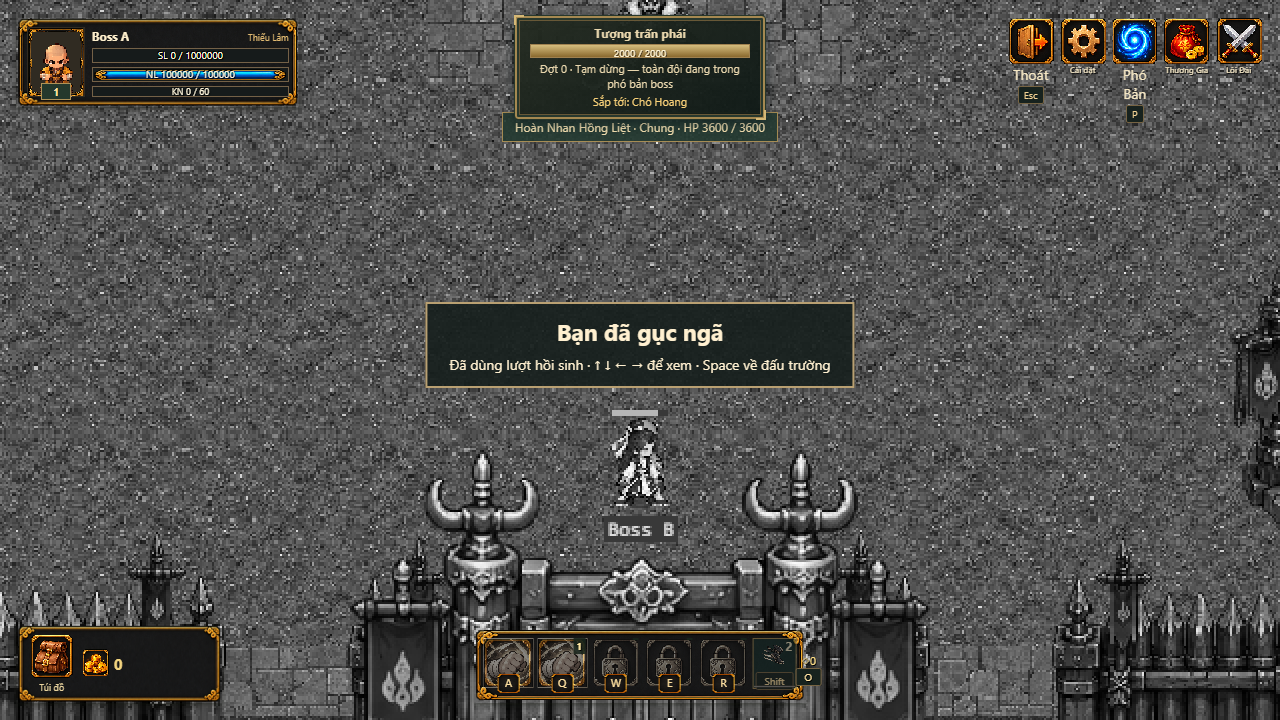 Boss A
Thiếu Lâm
SL 0 / 1000000
NL 100000 / 100000
KN 0 / 60
1
Tượng trấn phái
2000 / 2000
Đợt 0 · Tạm dừng — toàn đội đang trong
phó bản boss
Sắp tới: Chó Hoang
Hoàn Nhan Hồng Liệt · Chung · HP 3600 / 3600
Thoát
Esc
Cài đặt
Phó
Bản
P
Thương Gia
Lôi Đài
Bạn đã gục ngã
Đã dùng lượt hồi sinh · ↑ ↓ ← → để xem · Space về đấu trường
Boss B
Túi đồ
0
A
1
Q
W
E
R
2
Shift
O